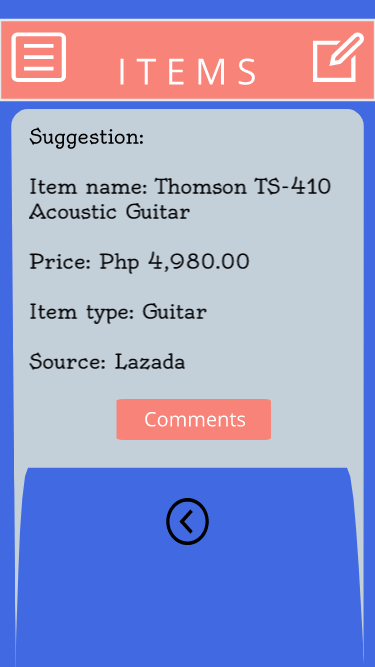 ITEMS
Suggestion:
Item name: Thomson TS-410
Acoustic Guitar
Price: Php 4,980.00
Item type: Guitar
Source: Lazada
Comments